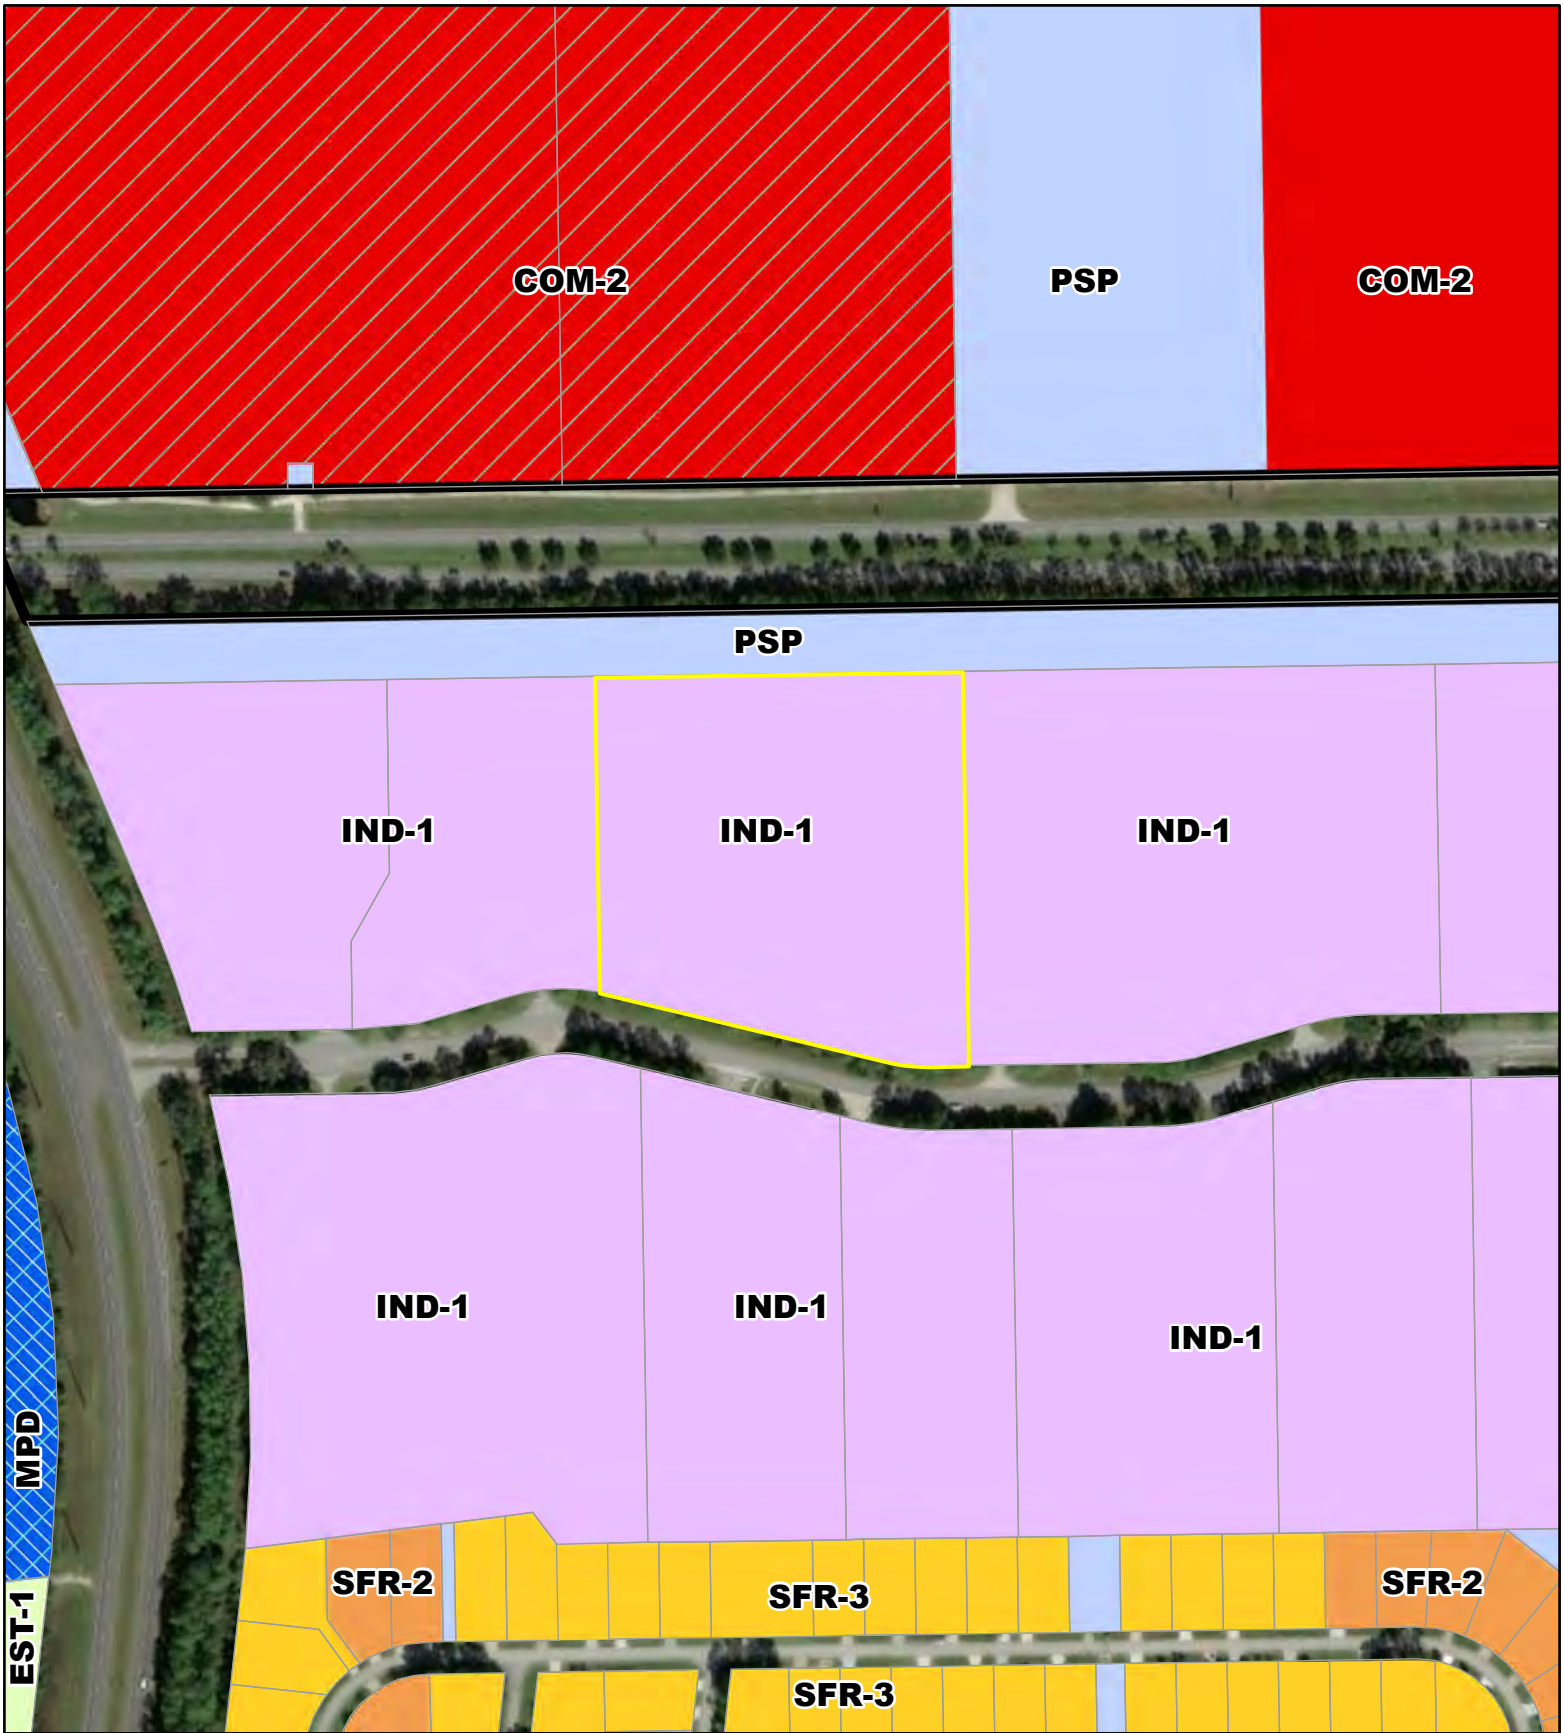 COM-2
PSP
COM-2
PSP
IND-1
IND-1
IND-1
IND-1
IND-1
IND-1
MPD
EST-1
SFR-2
SFR-3
SFR-2
SFR-3